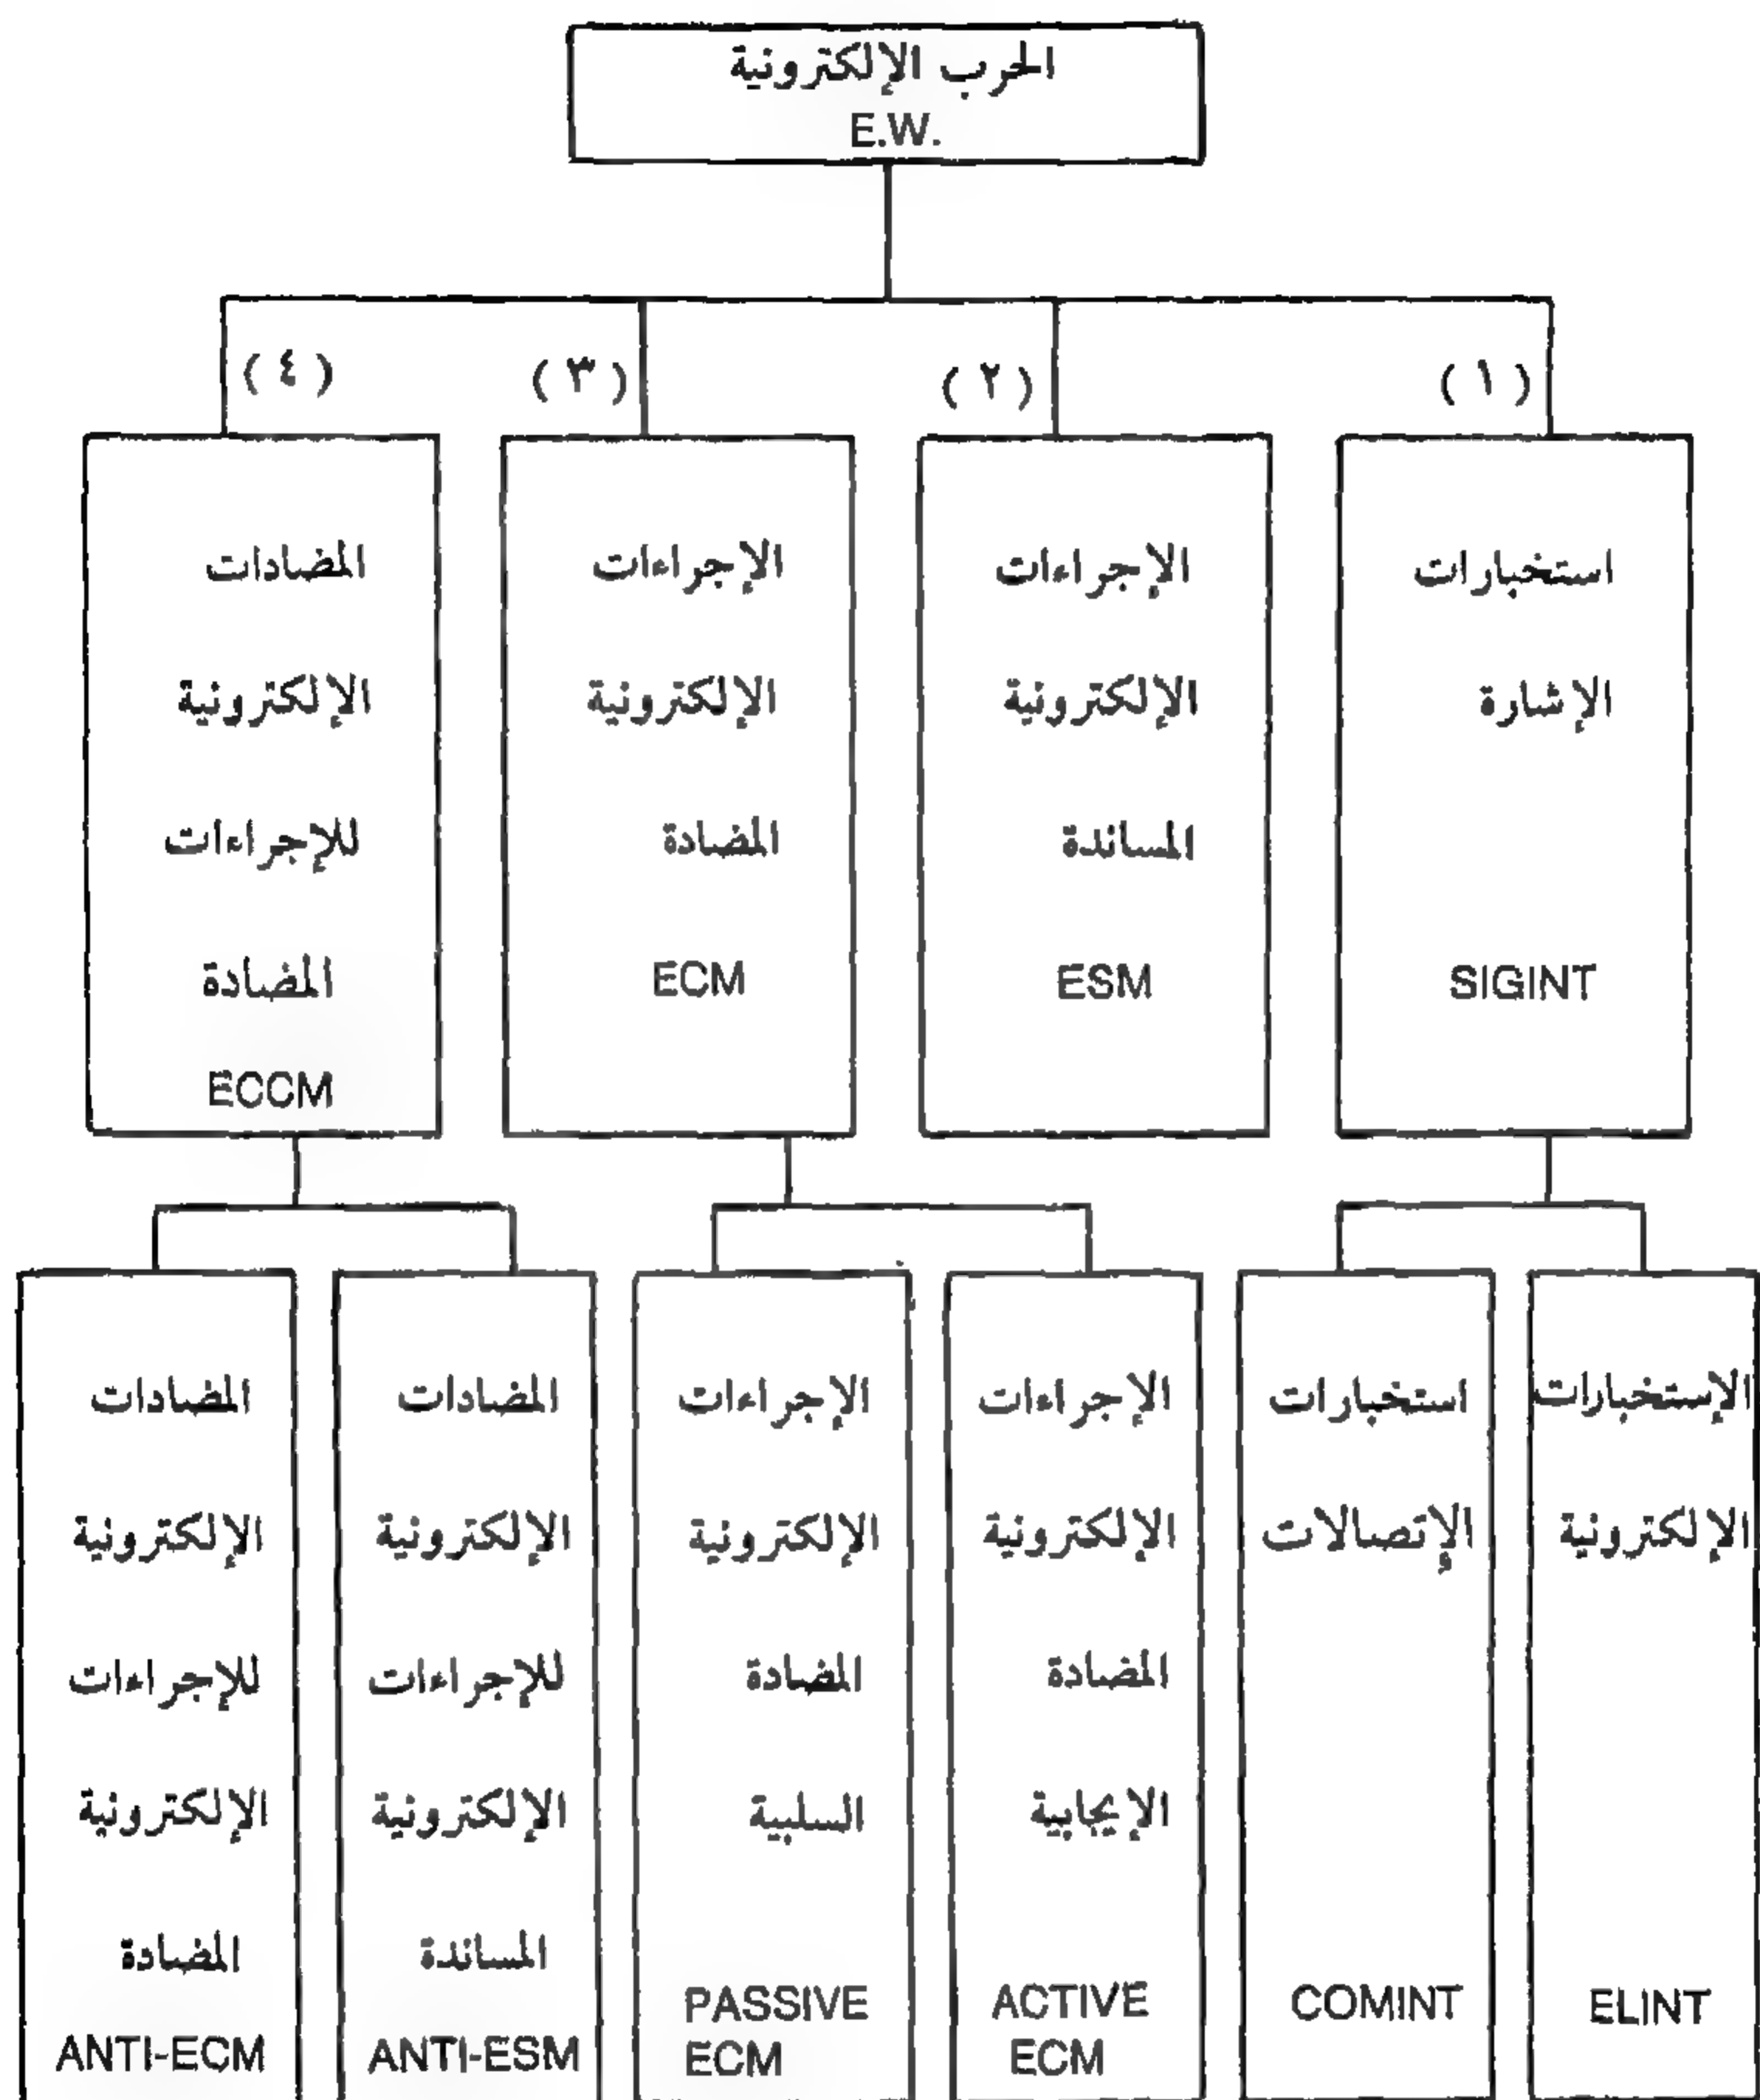 الحرب الإلكترونية
E.W.
(١)
(٢)
(٣)
(٤)
استخبارات
الإشارة
SIGINT
الإجراءات
الإلكترونية
المساندة
ESM
الإجراءات
الإلكترونية
المضادة
ECM
المضادات
الإلكترونية
للإجراءات
المضادة
ECCM
الإستخبارات
الإلكترونية
ELINT
استخبارات
الإتصالات
COMINT
الإجراءات
الإلكترونية
المضادة
الإيجابية
ACTIVE
ECM
الإجراءات
الإلكترونية
المضادة
السلبية
PASSIVE
ECM
المضادات
الإلكترونية
للإجراءات
الإلكترونية
المساندة
ANTI-ESM
المضادات
الإلكترونية
للإجراءات
الإلكترونية
المضادة
ANTI-ECM